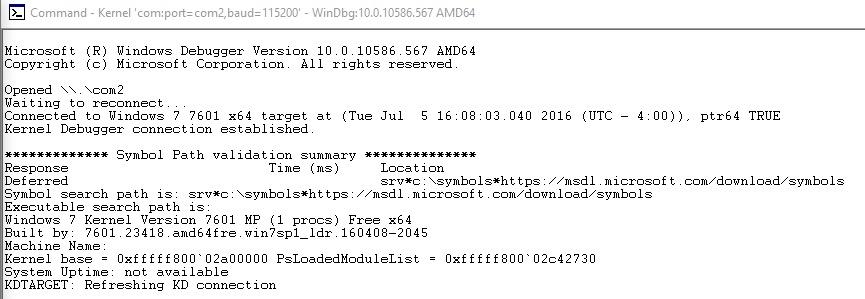 Command - Kernel 'com:port=com2,baud=115200' - WinDbg:10.0.10586.567 AMD64
Microsoft (R) Windows Debugger Version 10.0.10586.567 AMD64
Copyright (c) Microsoft Corporation. All rights reserved.
Opened \\.\com2
Waiting to reconnect...
Connected to Windows 7 7601 x64 target at (Tue Jul  5 16:08:03.040 2016 (UTC - 4:00)), ptr64 TRUE
Kernel Debugger connection established.
************* Symbol Path validation summary **************
Response                         Time (ms)     Location
Deferred                                       srv*c:\symbols*https://msdl.microsoft.com/download/symbols
Symbol search path is: srv*c:\symbols*https://msdl.microsoft.com/download/symbols
Executable search path is:
Windows 7 Kernel Version 7601 MP (1 procs) Free x64
Built by: 7601.23418.amd64fre.win7sp1_ldr.160408-2045
Machine Name:
Kernel base = 0xfffff800`02a00000 PsLoadedModuleList = 0xfffff800`02c42730
System Uptime: not available
KDTARGET: Refreshing KD connection